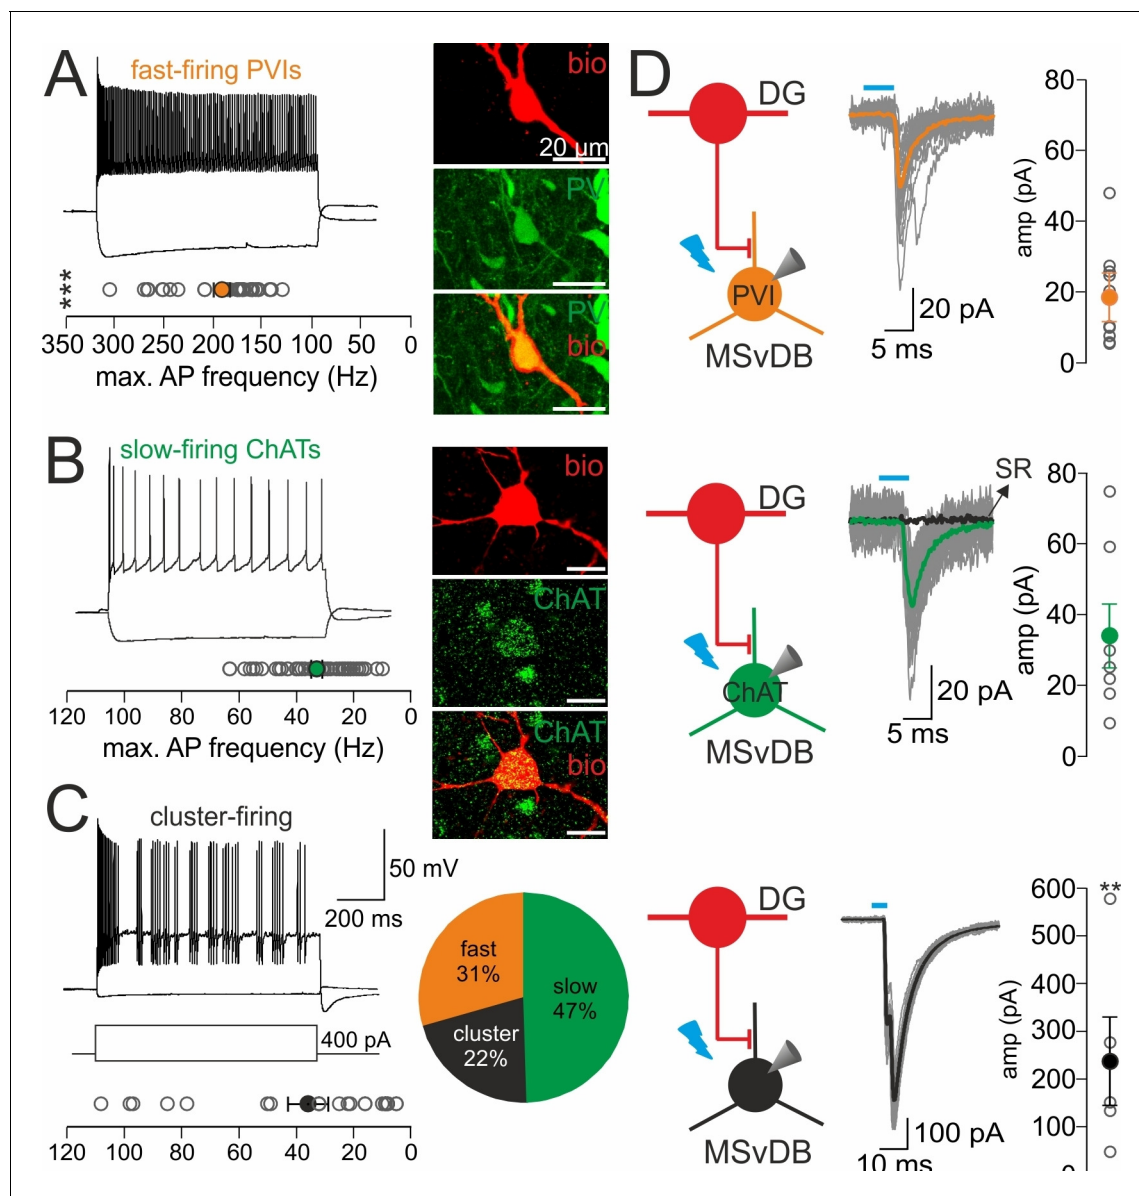 A
fast-firing PVIs
***
350 300 250 200 150 100 50 0
max. AP frequency (Hz)
bio
20 µm
PV
PV
bio
B
slow-firing ChATs
120 100 80 60 40 20 0
max. AP frequency (Hz)
bio
ChAT
ChAT
bio
C
cluster-firing
50 mV
200 ms
400 pA
120 100 80 60 40 20 0
fast
31%
slow
47%
cluster
22%
D
DG
PVI
MSvDB
20 pA
5 ms
80
60
40
20
0
amp (pA)
DG
ChAT
MSvDB
SR
20 pA
5 ms
80
60
40
20
0
amp (pA)
DG
MSvDB
100 pA
10 ms
**
600
500
400
300
200
100
0
amp (pA)